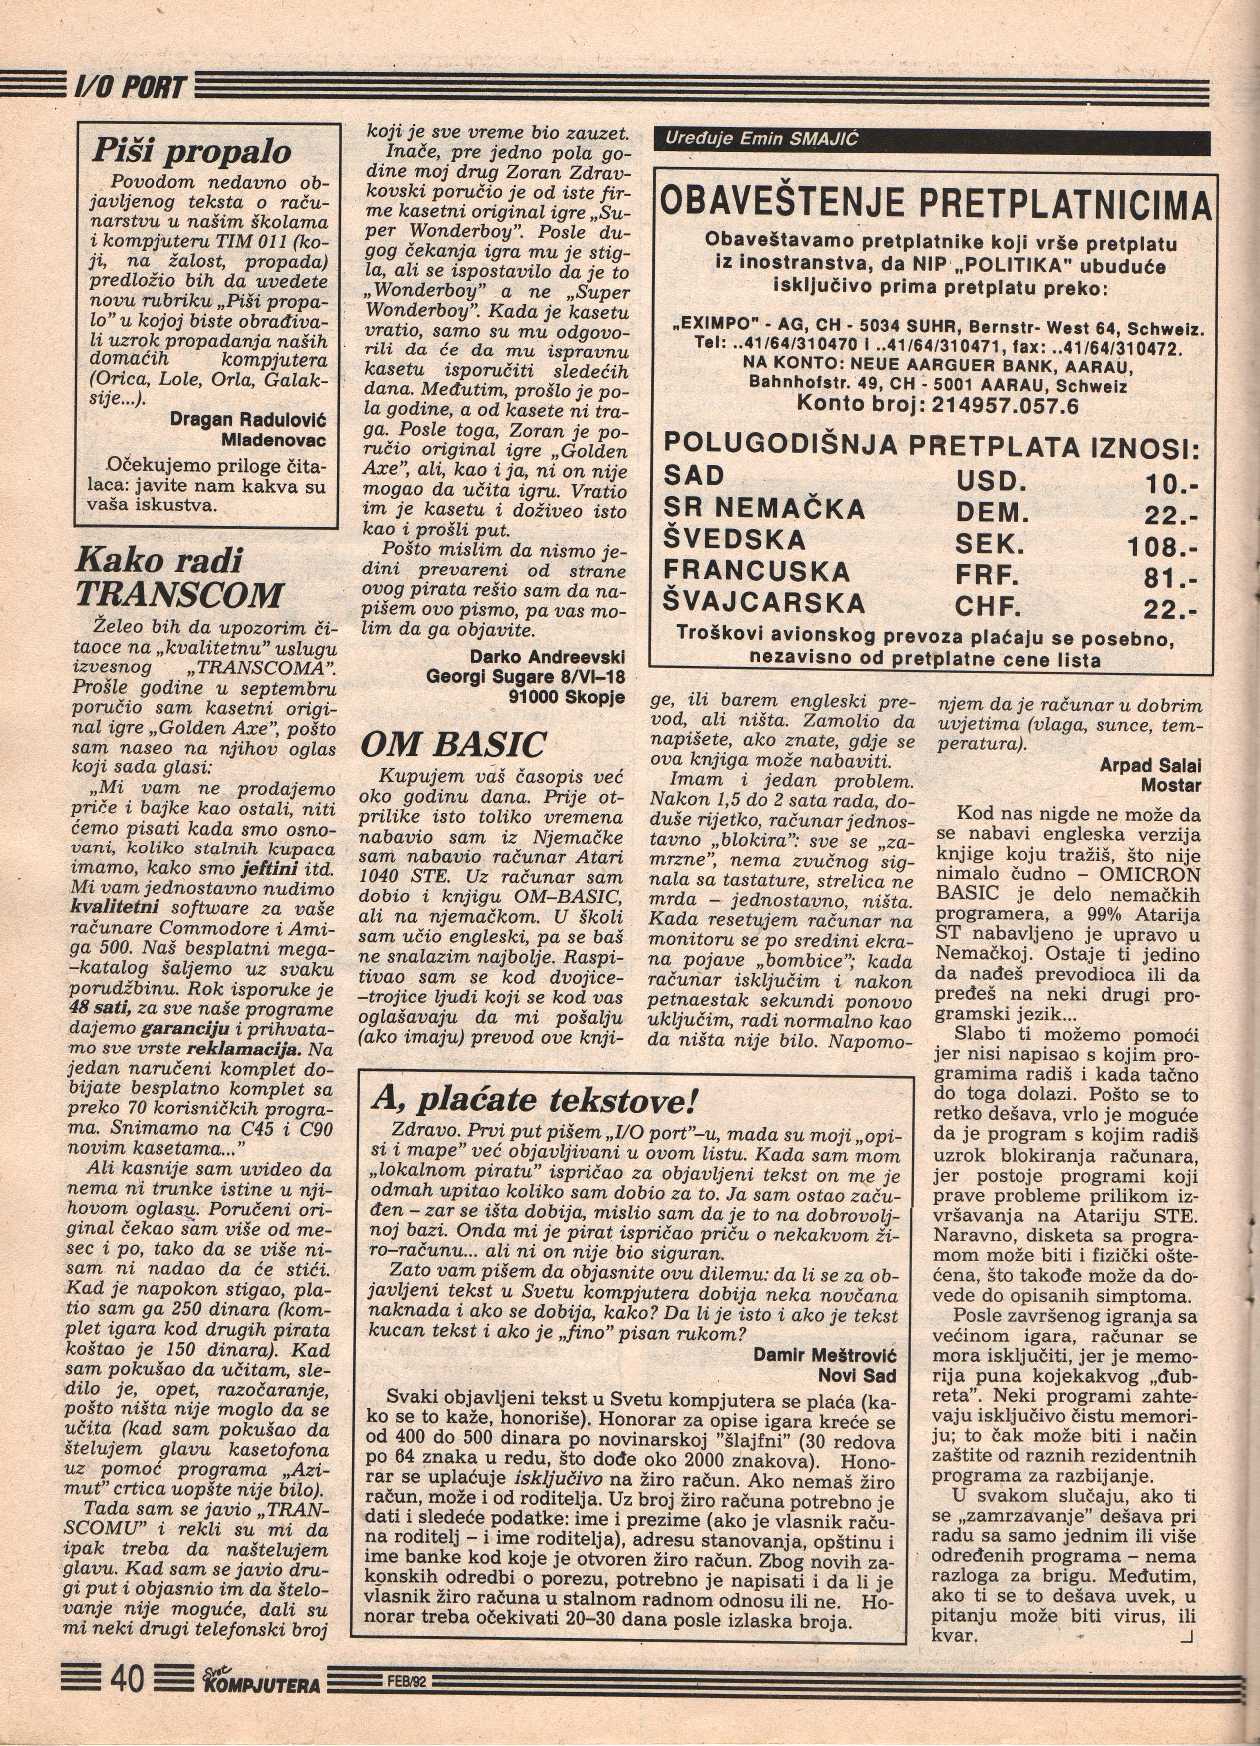 I/O PORT
Piši propalo
Povodom nedavno ob-
javljenog teksta o raču-
narstvu u našim školama
i kompjuteru TIM 011 (ko-
ji, na žalost, propada)
predložio bih da uvedete
novu rubriku „Piši propa-
lo” u kojoj biste obrađiva-
li uzrok propadanja naših
domaćih kompjutera
(Orica, Lole, Orla, Galak-
sije...).
Dragan Radulović
Mladenovac
Očekujemo priloge čita-
laca: javite nam kakva su
vaša iskustva.
Kako radi
TRANSCOM
Želeo bih da upozorim či-
taoce na „kvalitetnu” uslugu
izvesnog „TRANSCOMA”.
Prošle godine u septembru
poručio sam kasetni origi-
nal igre „Golden Axe”, pošto
sam naseo na njihov oglas
koji sada glasi:
„Mi vam ne prodajemo
priče i bajke kao ostali, niti
ćemo pisati kada smo osno-
vani, koliko stalnih kupaca
imamo, kako smo jeftini itd.
Mi vam jednostavno nudimo
kvalitetni software za vaše
računare Commodore i Ami-
ga 500. Naš besplatni mega-
-katalog šaljemo uz svaku
porudžbinu. Rok isporuke je
48 sati, za sve naše programe
dajemo garanciju i prihvata-
mo sve vrste reklamacija. Na
jedan naručeni komplet do-
bijate besplatno komplet sa
preko 70 korisničkih progra-
ma. Snimamo na C45 i C90
novim kasetama...”
Ali kasnije sam uvideo da
nema ni trunke istine u nji-
hovom oglasu. Poručeni ori-
ginal čekao sam više od me-
sec i po, tako da se više ni-
sam ni nadao da će stići.
Kad je napokon stigao, pla-
tio sam ga 250 dinara (kom-
plet igara kod drugih pirata
koštao je 150 dinara). Kad
sam pokušao da učitam, sle-
dilo je, opet, razočaranje,
pošto ništa nije moglo da se
učita (kad sam pokušao da
štelujem glavu kasetofona
uz pomoć programa „Azi-
mut” crtica uopšte nije bilo).
Tada sam se javio „TRAN-
SCOMU” i rekli su mi da
ipak treba da naštelujem
glavu. Kad sam se javio dru-
gi put i objasnio im da štelo-
vanje nije moguće, dali su
mi neki drugi telefonski broj
koji je sve vreme bio zauzet.
Inače, pre jedno pola go-
dine moj drug Zoran Zdrav-
kovski poručio je od iste fir-
me kasetni original igre „Su-
per Wonderboy”. Posle du-
gog čekanja igra mu je stig-
la, ali se ispostavilo da je to
„Wonderboy” a ne „Super
Wonderboy”. Kada je kasetu
vratio, samo su mu odgovo-
rili da će da mu ispravnu
kasetu isporučiti sledećih
dana. Međutim, prošlo je po-
la godine, a od kasete ni tra-
ga. Posle toga, Zoran je po-
ručio original igre „Golden
Axe”, ali, kao i ja, ni on nije
mogao da učita igru. Vratio
im je kasetu i doživeo isto
kao i prošli put.
Pošto mislim da nismo je-
dini prevareni od strane
ovog pirata rešio sam da na-
pišem ovo pismo, pa vas mo-
lim da ga objavite.
Darko Andreevski
Georgi Sugare 8/VI–18
91000 Skopje
OM BASIC
Kupujem vaš časopis već
oko godinu dana. Prije ot-
prilike isto toliko vremena
nabavio sam iz Njemačke
sam nabavio računar Atari
1040 STE. Uz računar sam
dobio i knjigu OM–BASIC,
ali na njemačkom. U školi
sam učio engleski, pa se baš
ne snalazim najbolje. Raspi-
tivao sam se kod dvojice-
–trojice ljudi koji se kod vas
oglašavaju da mi pošalju
(ako imaju) prevod ove knji-
Uređuje Emin SMAJIĆ
OBAVEŠTENJE PRETPLATNICIMA
Obaveštavamo pretplatnike koji vrše pretplatu
iz inostranstva, da NIP „POLITIKA" ubuduće
isključivo prima pretplatu preko:
„EXIMPO" - AG, CH - 5034 SUHR, Bernstr- West 64, Schweiz.
Tel: ..41/64/310470 I ..41/64/310471, fax: ..41/64/310472.
NA KONTO: NEUE AARGUER BANK, AARAU,
Bahnhofstr. 49, CH - 5001 AARAU, Schweiz
Konto broj: 214957.057.6
POLUGODIŠNJA PRETPLATA IZNOSI:
SAD USD. 10.-
SR NEMAČKA DEM. 22.-
ŠVEDSKA SEK. 108.-
FRANCUSKA FRF. 81.-
ŠVAJCARSKA CHF. 22.-
Troškovi avionskog prevoza plaćaju se posebno,
nezavisno od pretplatne cene lista
ge, ili barem engleski pre-
vod, ali ništa. Zamolio da
napišete, ako znate, gdje se
ova knjiga može nabaviti.
Imam i jedan problem.
Nakon 1,5 do 2 sata rada, do-
duše rijetko, računar jednos-
tavno „blokira”: sve se „za-
mrzne”, nema zvučnog sig-
nala sa tastature, strelica ne
mrda – jednostavno, ništa.
Kada resetujem računar na
monitoru se po sredini ekra-
na pojave „bombice”; kada
računar isključim i nakon
petnaestak sekundi ponovo
uključim, radi normalno kao
da ništa nije bilo. Napomo-
njem da je računar u dobrim
uvjetima (vlaga, sunce, tem-
peratura).
Arpad Salai
Mostar
Kod nas nigde ne može da
se nabavi engleska verzija
knjige koju tražiš, što nije
nimalo čudno – OMICRON
BASIC je delo nemačkih
programera, a 99% Atarija
ST nabavljeno je upravo u
Nemačkoj. Ostaje ti jedino
da nađeš prevodioca ili da
pređeš na neki drugi pro-
gramski jezik...
Slabo ti možemo pomoći
jer nisi napisao s kojim pro-
gramima radiš i kada tačno
do toga dolazi. Pošto se to
retko dešava, vrlo je moguće
da je program s kojim radiš
uzrok blokiranja računara,
jer postoje programi koji
prave probleme prilikom iz-
vršavanja na Atariju STE.
Naravno, disketa sa progra-
mom može biti i fizički ošte-
ćena, što takođe može da do-
vede do opisanih simptoma.
Posle završenog igranja sa
većinom igara, računar se
mora isključiti, jer je memo-
rija puna kojekakvog „đub-
reta”. Neki programi zahte-
vaju isključivo čistu memori-
ju; to čak može biti i način
zaštite od raznih rezidentnih
programa za razbijanje.
U svakom slučaju, ako ti
se „zamrzavanje” dešava pri
radu sa samo jednim ili više
određenih programa – nema
razloga za brigu. Međutim,
ako ti se to dešava uvek, u
pitanju može biti virus, ili
kvar.
A, plaćate tekstove!
Zdravo. Prvi put pišem „I/O port”–u, mada su moji „opi-
si i mape” već objavljivani u ovom listu. Kada sam mom
„lokalnom piratu” ispričao za objavljeni tekst on me je
odmah upitao koliko sam dobio za to. Ja sam ostao začu-
đen – zar se išta dobija, mislio sam da je to na dobrovolj-
noj bazi. Onda mi je pirat ispričao priču o nekakvom ži-
ro–računu... ali ni on nije bio siguran.
Zato vam pišem da objasnite ovu dilemu: da li se za ob-
javljeni tekst u Svetu kompjutera dobija neka novčana
naknada i ako se dobija, kako? Da li je isto i ako je tekst
kucan tekst i ako je „fino” pisan rukom?
Damir Meštrović
Novi Sad
Svaki objavljeni tekst u Svetu kompjutera se plaća (ka-
ko se to kaže, honoriše). Honorar za opise igara kreće se
od 400 do 500 dinara po novinarskoj ”šlajfni” (30 redova
po 64 znaka u redu, što dođe oko 2000 znakova). Hono-
rar se uplaćuje isključivo na žiro račun. Ako nemaš žiro
račun, može i od roditelja. Uz broj žiro računa potrebno je
dati i sledeće podatke: ime i prezime (ako je vlasnik raču-
na roditelj – i ime roditelja), adresu stanovanja, opštinu i
ime banke kod koje je otvoren žiro račun. Zbog novih za-
konskih odredbi o porezu, potrebno je napisati i da li je
vlasnik žiro računa u stalnom radnom odnosu ili ne. Ho-
norar treba očekivati 20–30 dana posle izlaska broja.
40 Svet KOMPJUTERA FEB/92